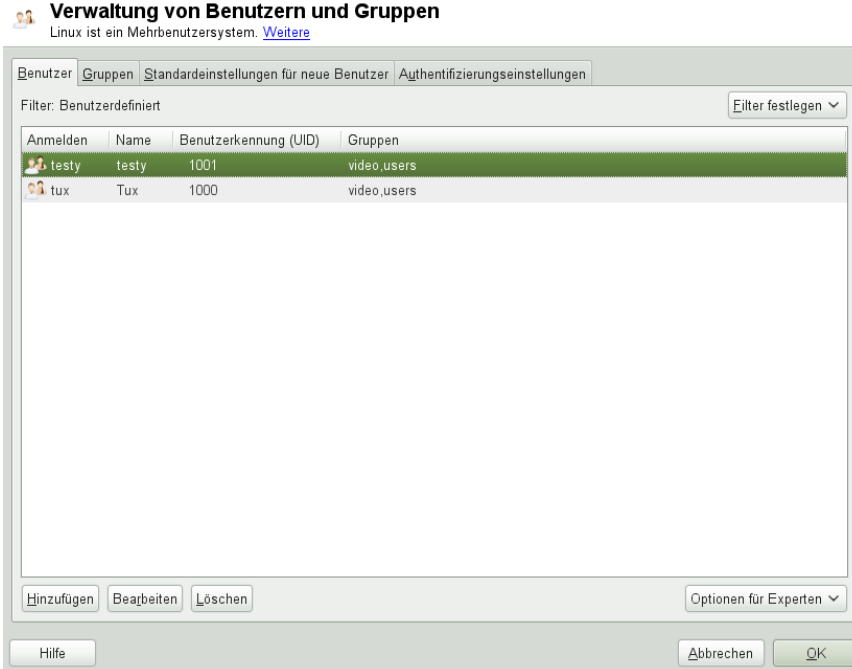 Verwaltung von Benutzern und Gruppen
Linux ist ein Mehrbenutzersystem. Weitere
Benutzer Gruppen Standardeinstellungen für neue Benutzer Authentifizierungseinstellungen
Filter: Benutzerdefiniert Filter festlegen
Anmelden Name Benutzerkennung (UID) Gruppen
testy testy 1001 video,users
tux Tux 1000 video,users
Hinzufügen Bearbeiten Löschen Optionen für Experten
Hilfe Abbrechen OK